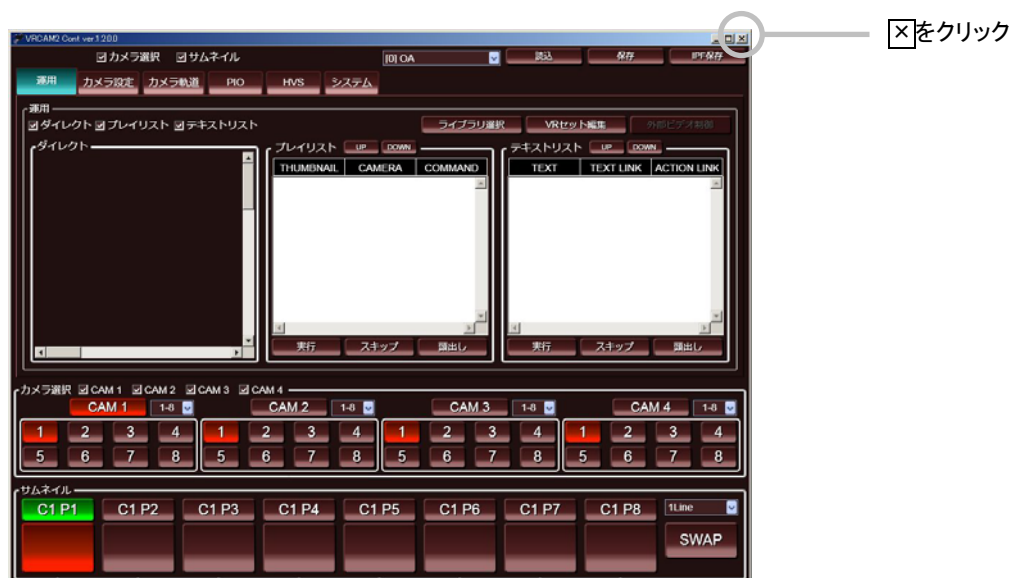 VRCAM2 Cont ver.1.20.0
×をクリック
カメラ選択 サムネイル [0] OA 読込 保存 IPF保存
運用 カメラ設定 カメラ軌道 PIO HVS システム
運用
ダイレクト プレイリスト テキストリスト ライブラリ選択 VRセット編集 外部ビデオ制御
ダイレクト プレイリスト UP DOWN テキストリスト UP DOWN
THUMBNAIL CAMERA COMMAND TEXT TEXT LINK ACTION LINK
実行 スキップ 頭出し 実行 スキップ 頭出し
カメラ選択 CAM 1 CAM 2 CAM 3 CAM 4
CAM 1 1-8 CAM 2 1-8 CAM 3 1-8 CAM 4 1-8
1 2 3 4 1 2 3 4 1 2 3 4 1 2 3 4
5 6 7 8 5 6 7 8 5 6 7 8 5 6 7 8
サムネイル
C1 P1 C1 P2 C1 P3 C1 P4 C1 P5 C1 P6 C1 P7 C1 P8 1Line
SWAP